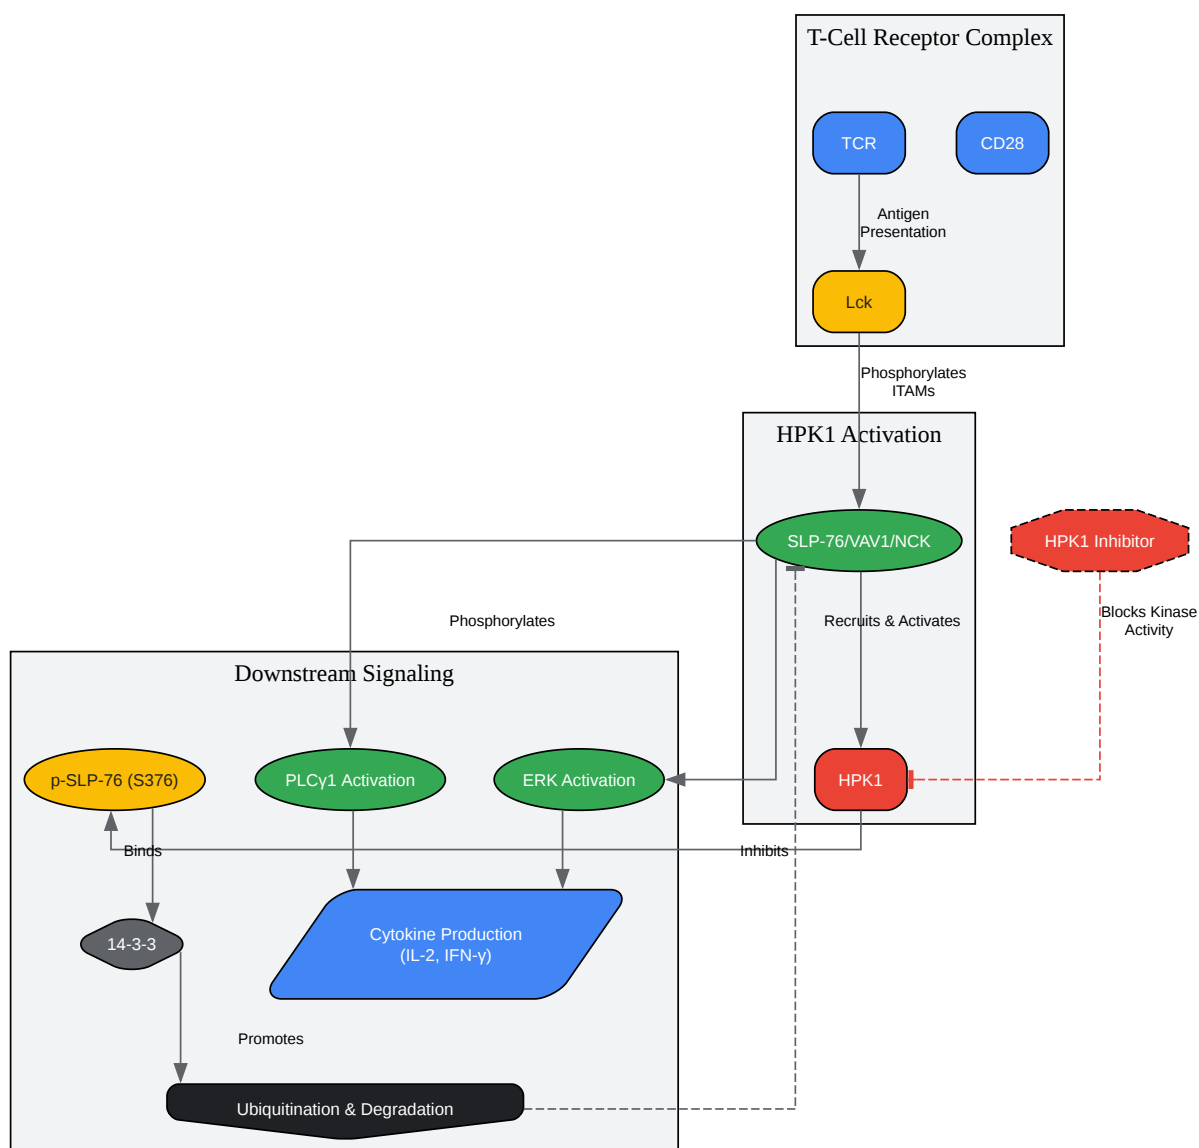 T-Cell Receptor Complex
TCR
CD28
Antigen
Presentation
Lck
Phosphorylates
ITAMs
HPK1 Activation
SLP-76/VAV1/NCK
HPK1 Inhibitor
Phosphorylates
Recruits & Activates
Blocks Kinase
Activity
Downstream Signaling
p-SLP-76 (S376)
PLCγ1 Activation
ERK Activation
HPK1
Binds
Inhibits
14-3-3
Cytokine Production
(IL-2, IFN-γ)
Promotes
Ubiquitination & Degradation